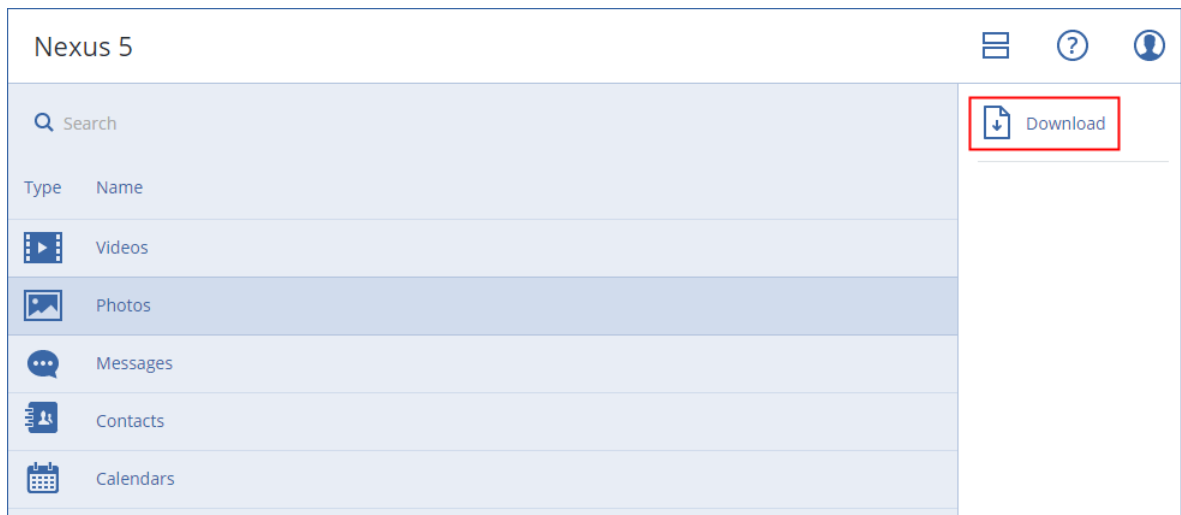 Nexus 5
?
Search
Download
Type Name
Videos
Photos
Messages
Contacts
Calendars